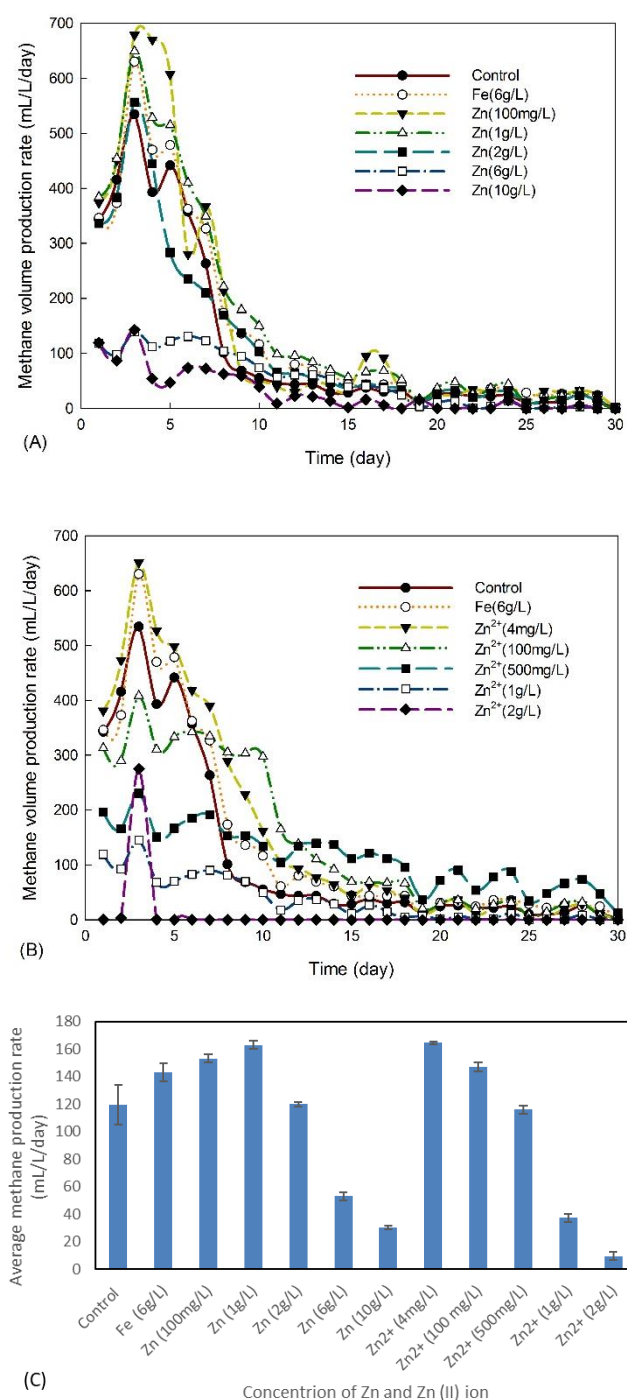 700
600
500
400
300
200
100
0
Methane volume production rate (mL/L/day)
Control
Fe(6g/L)
Zn(100mg/L)
Zn(1g/L)
Zn(2g/L)
Zn(6g/L)
Zn(10g/L)
0 5 10 15 20 25 30
Time (day)
(A)
700
600
500
400
300
200
100
0
Methane volume production rate (mL/L/day)
Control
Fe(6g/L)
Zn²⁺(4mg/L)
Zn²⁺(100mg/L)
Zn²⁺(500mg/L)
Zn²⁺(1g/L)
Zn²⁺(2g/L)
0 5 10 15 20 25 30
Time (day)
(B)
180
160
140
120
100
80
60
40
20
0
Average methane production rate
(mL/L/day)
Control
Fe (6g/L)
Zn (100mg/L)
Zn (1g/L)
Zn (2g/L)
Zn (6g/L)
Zn (10g/L)
Zn2+ (4mg/L)
Zn2+ (100 mg/L)
Zn2+ (500mg/L)
Zn2+ (1g/L)
Zn2+ (2g/L)
(C)
Concentrion of Zn and Zn (II) ion